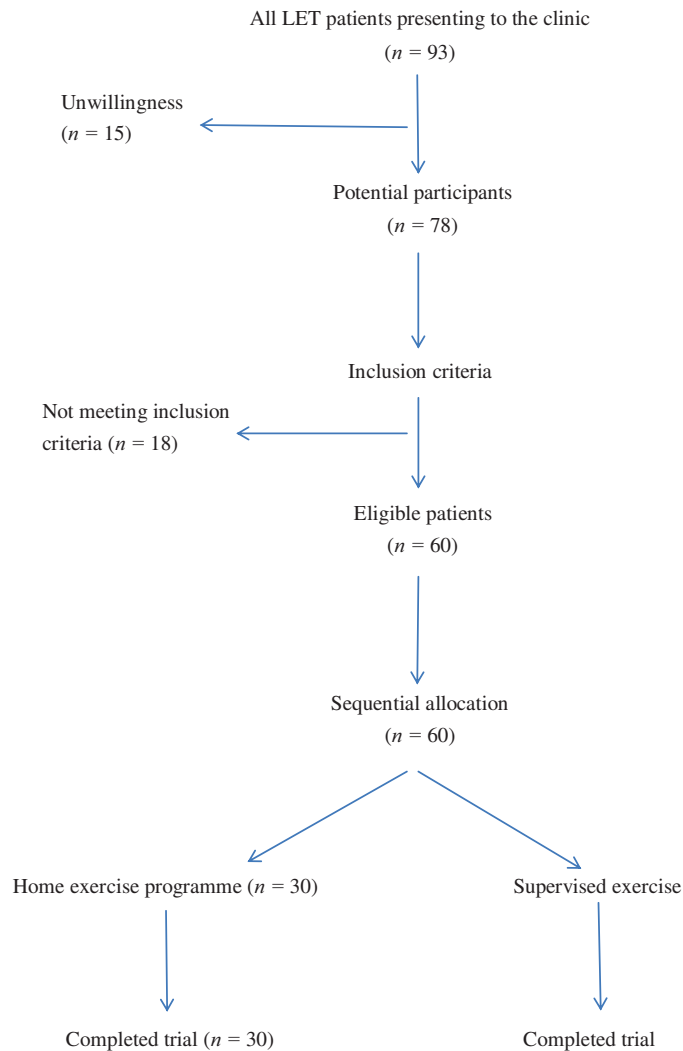 All LET patients presenting to the clinic
(n = 93)
Unwillingness
(n = 15)
Potential participants
(n = 78)
Inclusion criteria
Not meeting inclusion
criteria (n = 18)
Eligible patients
(n = 60)
Sequential allocation
(n = 60)
Home exercise programme (n = 30)
Supervised exercise
Completed trial (n = 30)
Completed trial